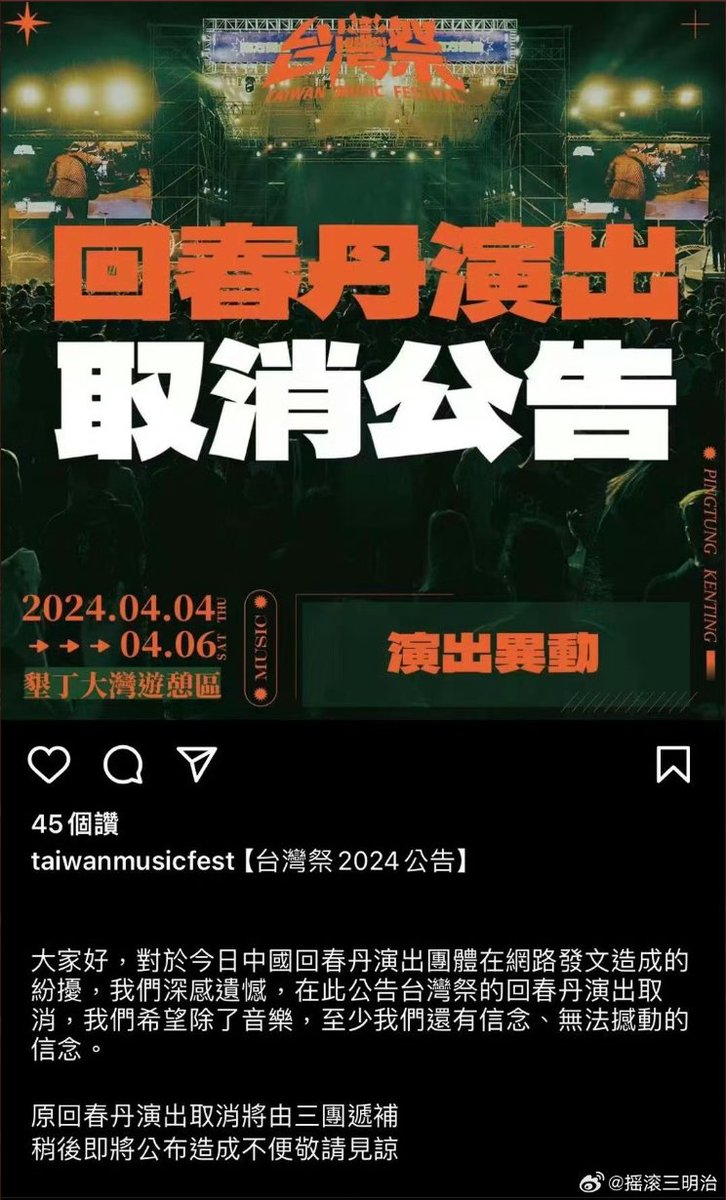 台灣祭
TAIWAN MUSIC FESTIVAL
回春丹演出
取消公告
PINGTUNG KENTING
2024.04.04 THU
→→→ 04.06 SAT
墾丁大灣遊憩區
MUSIC
演出異動
45 個讚
taiwanmusicfest【台灣祭 2024 公告】
大家好，對於今日中國回春丹演出團體在網路發文造成的
紛擾，我們深感遺憾，在此公告台灣祭的回春丹演出取
消，我們希望除了音樂，至少我們還有信念、無法撼動的
信念。
原回春丹演出取消將由三團遞補
稍後即將公布造成不便敬請見諒
@摇滚三明治